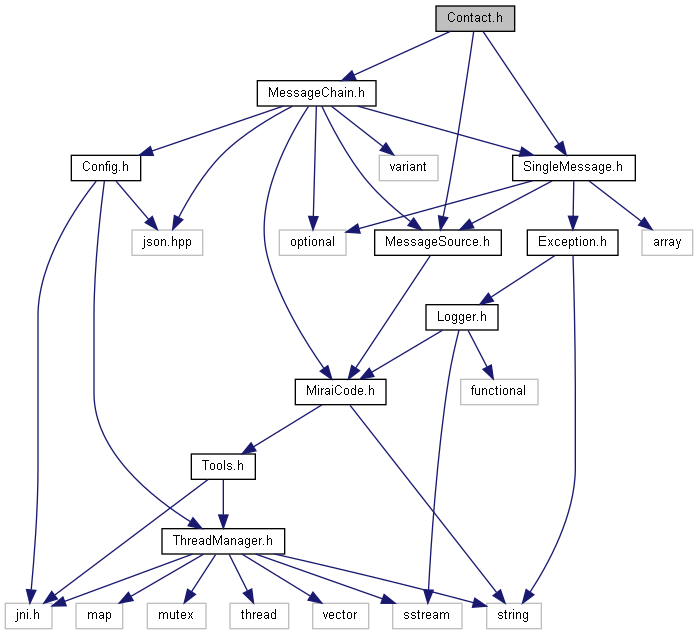 Contact.h
MessageChain.h
Config.h
variant
SingleMessage.h
json.hpp
optional
MessageSource.h
Exception.h
array
Logger.h
MiraiCode.h
functional
Tools.h
ThreadManager.h
jni.h
map
mutex
thread
vector
sstream
string